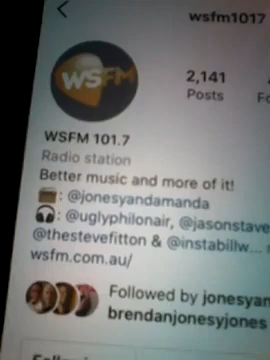 wsfm1017
WSFM
2,141
Posts
WSFM 101.7
Radio station
Better music and more of it!
: @jonesyandamanda
🎧: @uglyphilonair, @jasonstave
@thestevefitton & @instabillw...
wsfm.com.au/
Followed by jonesyan
brendanjonesyjones